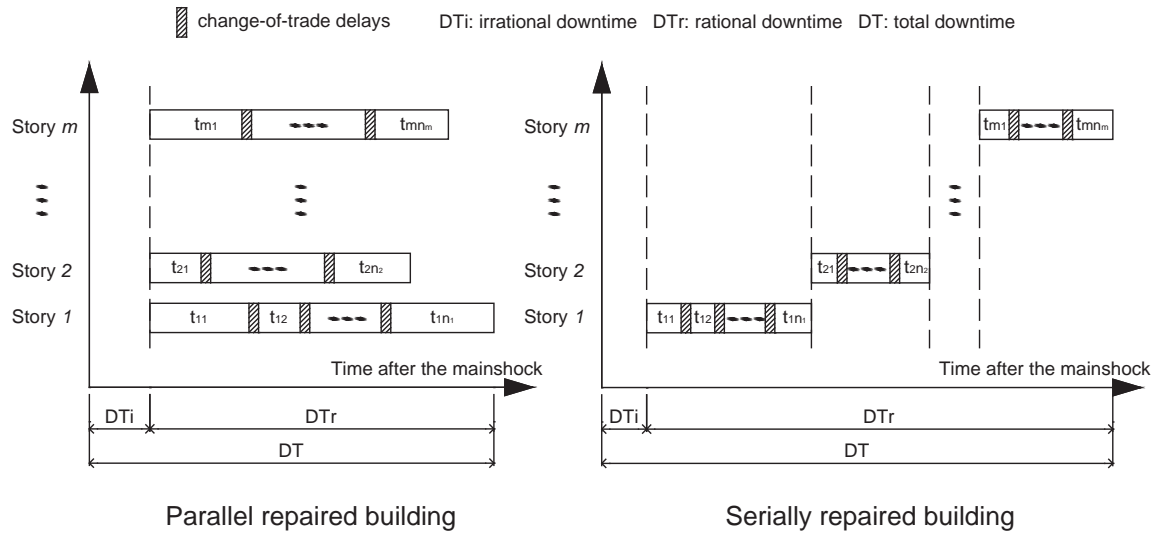 change-of-trade delays DTi: irrational downtime DTr: rational downtime DT: total downtime
Story m
tm1 tmnm
Story 2
t21 t2n2
Story 1
t11 t12 t1n1
Time after the mainshock
DTi DTr
DT
Parallel repaired building
tm1 tmnm
t21 t2n2
t11 t12 t1n1
Story m
Story 2
Story 1
Time after the mainshock
DTi DTr
DT
Serially repaired building